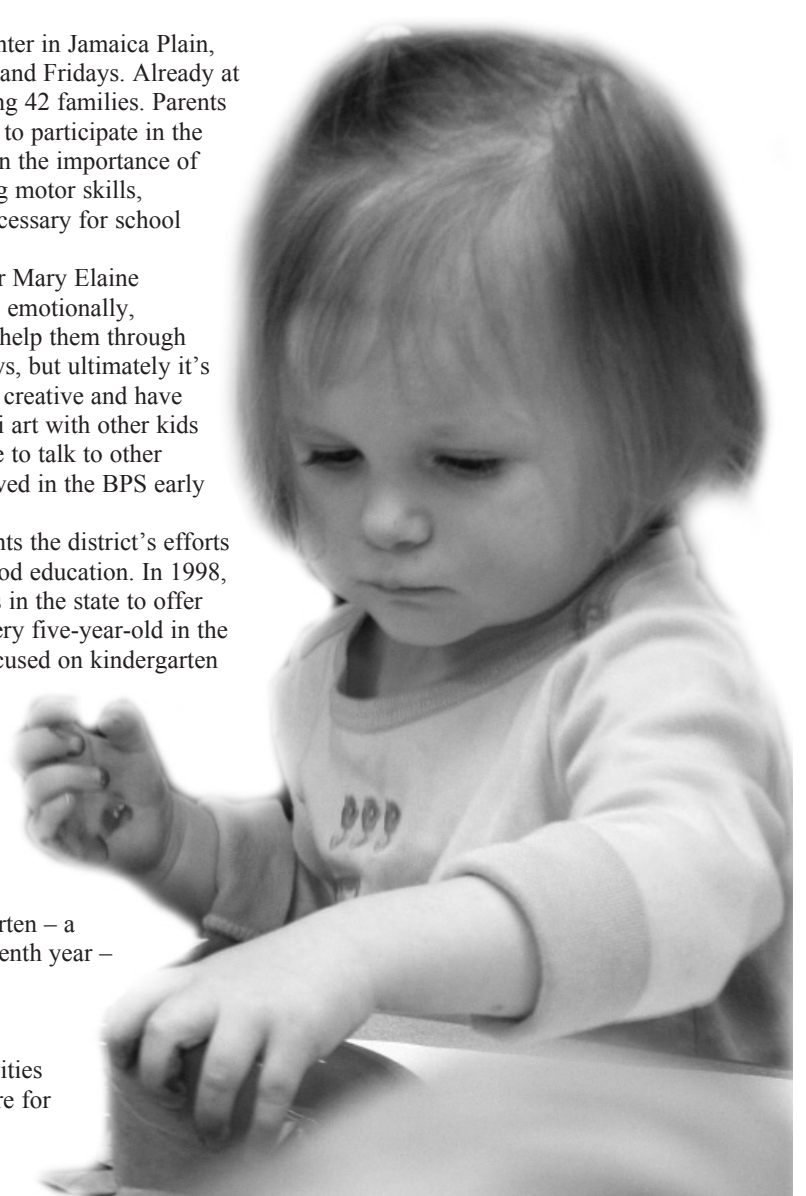 nter in Jamaica Plain,
and Fridays. Already at
ng 42 families. Parents
to participate in the
n the importance of
g motor skills,
cessary for school
r Mary Elaine
emotionally,
help them through
ys, but ultimately it’s
creative and have
i art with other kids
e to talk to other
ved in the BPS early
nts the district’s efforts
od education. In 1998,
s in the state to offer
ery five-year-old in the
cused on kindergarten
rten – a
enth year –
ities
re for